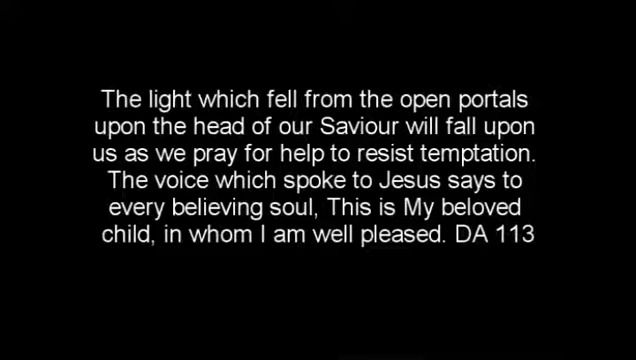 The light which fell from the open portals
upon the head of our Saviour will fall upon
us as we pray for help to resist temptation.
The voice which spoke to Jesus says to
every believing soul, This is My beloved
child, in whom I am well pleased. DA 113